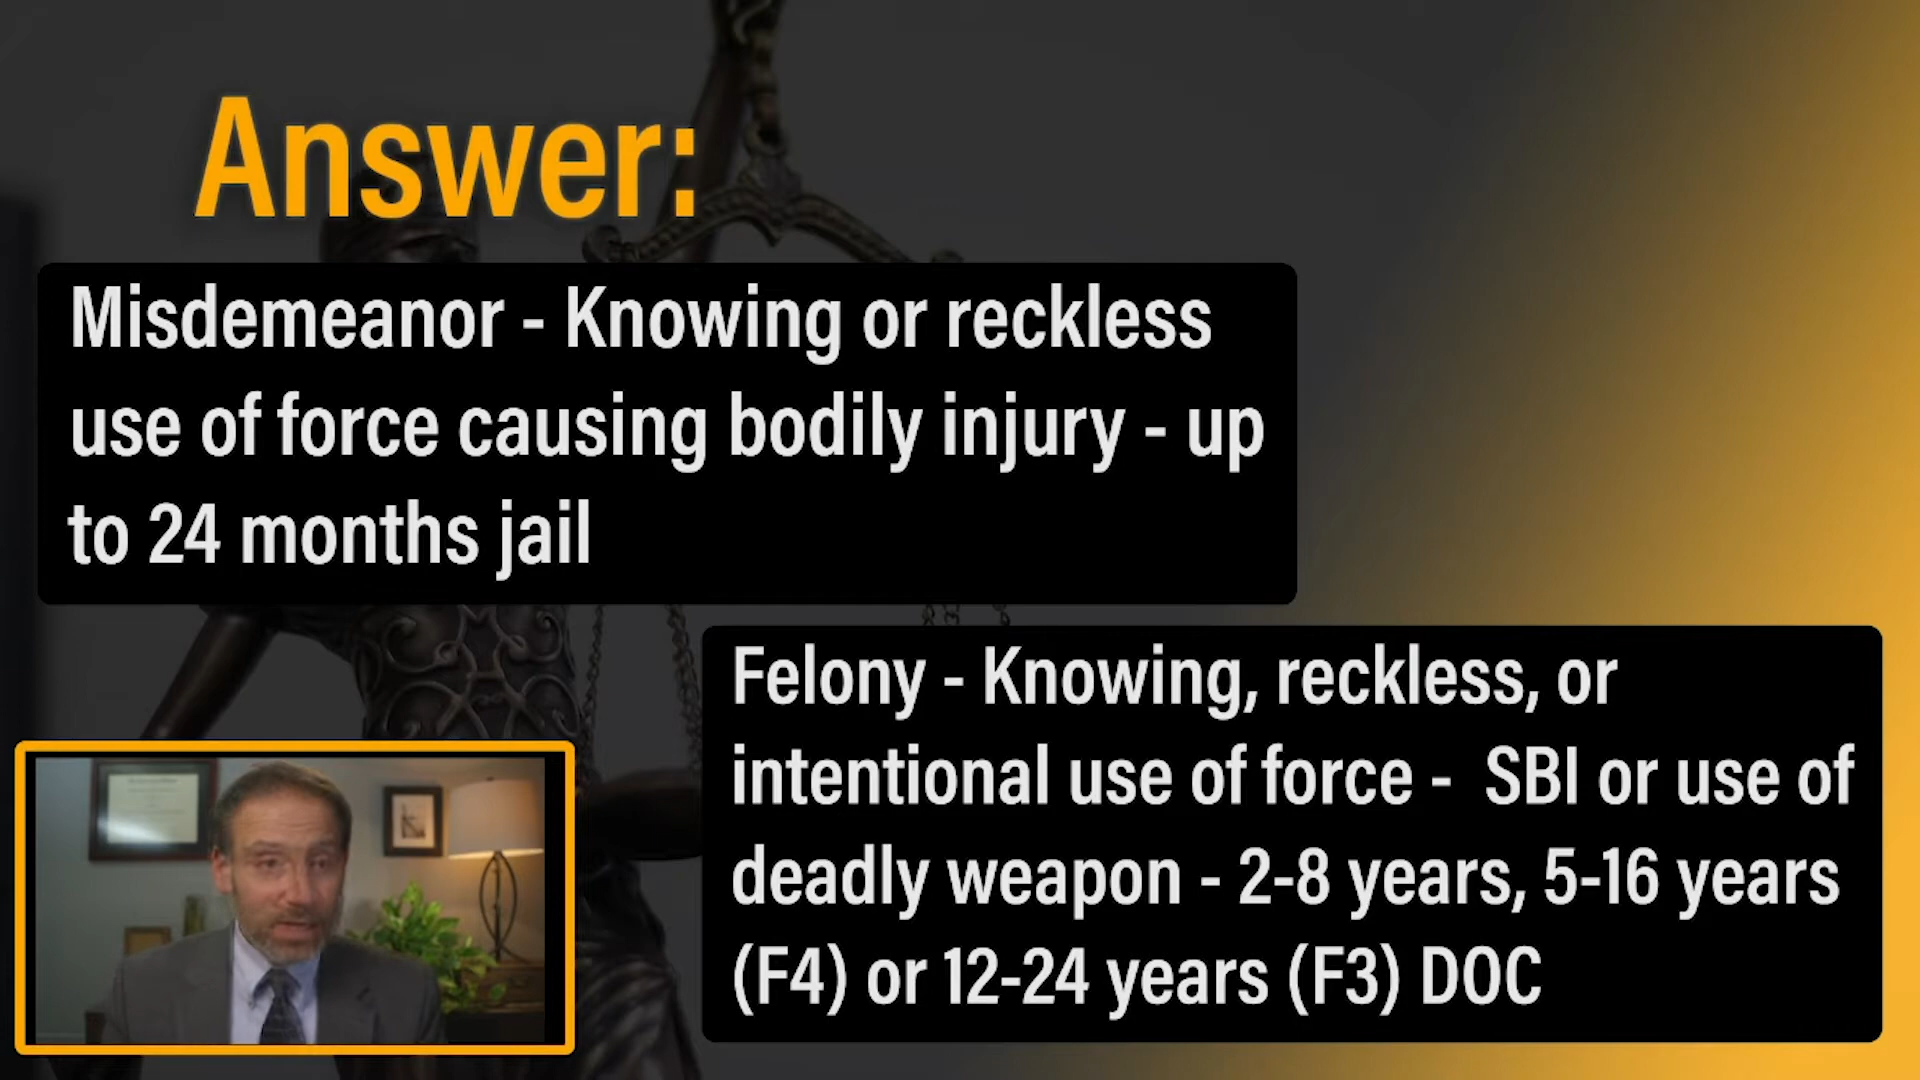 Answer:
Misdemeanor - Knowing or reckless
use of force causing bodily injury - up
to 24 months jail
Felony - Knowing, reckless, or
intentional use of force - SBI or use of
deadly weapon - 2-8 years, 5-16 years
(F4) or 12-24 years (F3) DOC